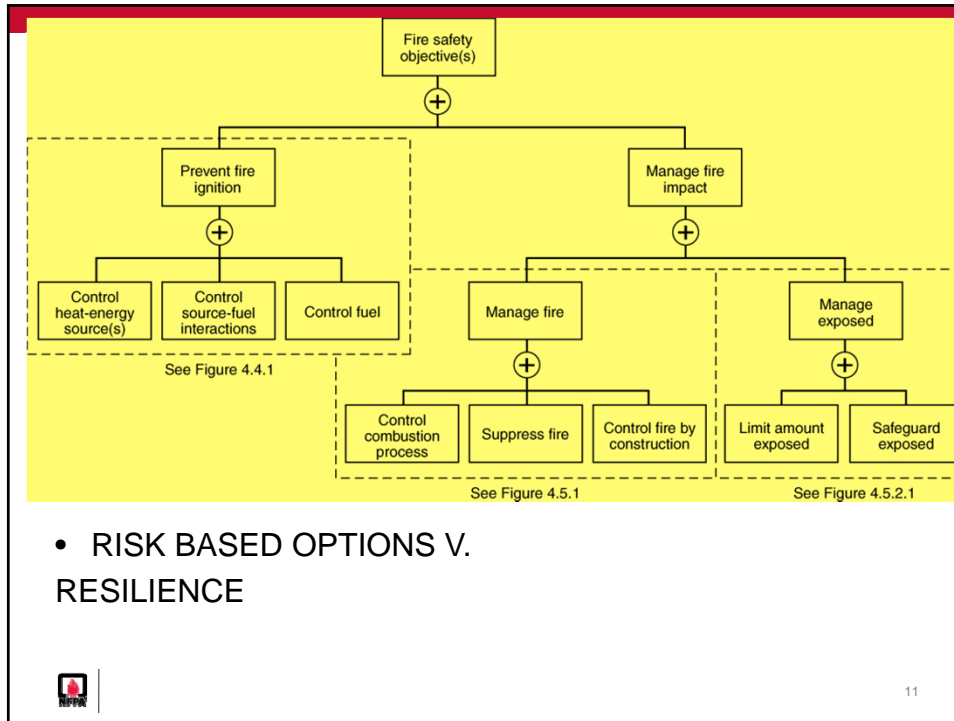 Fire safety
objective(s)
+
Prevent fire
ignition
Manage fire
impact
+
+
Control
heat-energy
source(s)
Control
source-fuel
interactions
Control fuel
Manage fire
Manage
exposed
See Figure 4.4.1
+
+
Control
combustion
process
Suppress fire
Control fire by
construction
Limit amount
exposed
Safeguard
exposed
See Figure 4.5.1
See Figure 4.5.2.1
• RISK BASED OPTIONS V.
RESILIENCE
NFPA
11